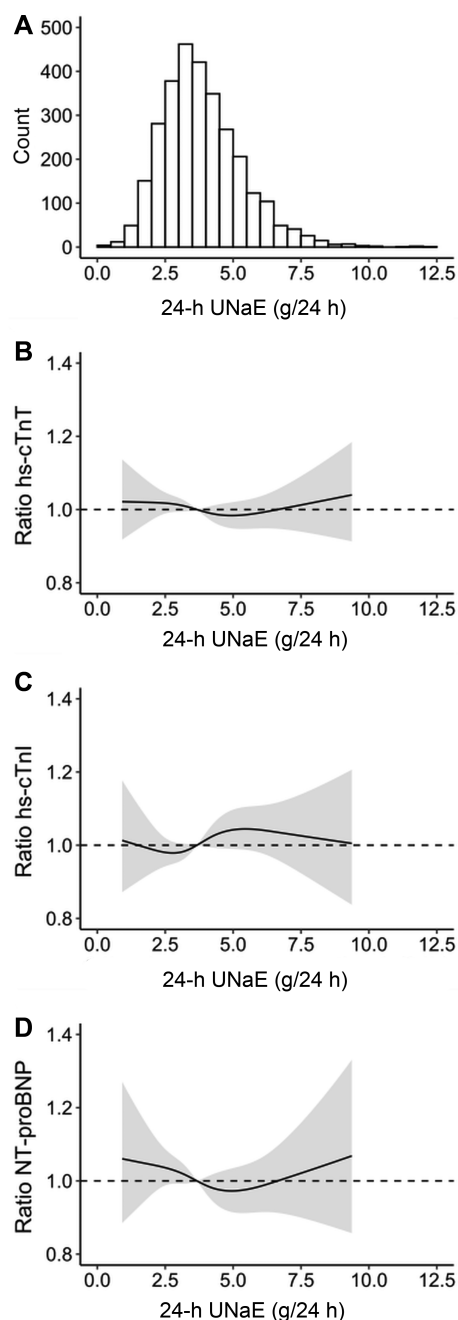 A
Count
500
400
300
200
100
0
0.0 2.5 5.0 7.5 10.0 12.5
24-h UNaE (g/24 h)
B
Ratio hs-cTnT
1.4
1.2
1.0
0.8
0.0 2.5 5.0 7.5 10.0 12.5
24-h UNaE (g/24 h)
C
Ratio hs-cTnI
1.4
1.2
1.0
0.8
0.0 2.5 5.0 7.5 10.0 12.5
24-h UNaE (g/24 h)
D
Ratio NT-proBNP
1.4
1.2
1.0
0.8
0.0 2.5 5.0 7.5 10.0 12.5
24-h UNaE (g/24 h)